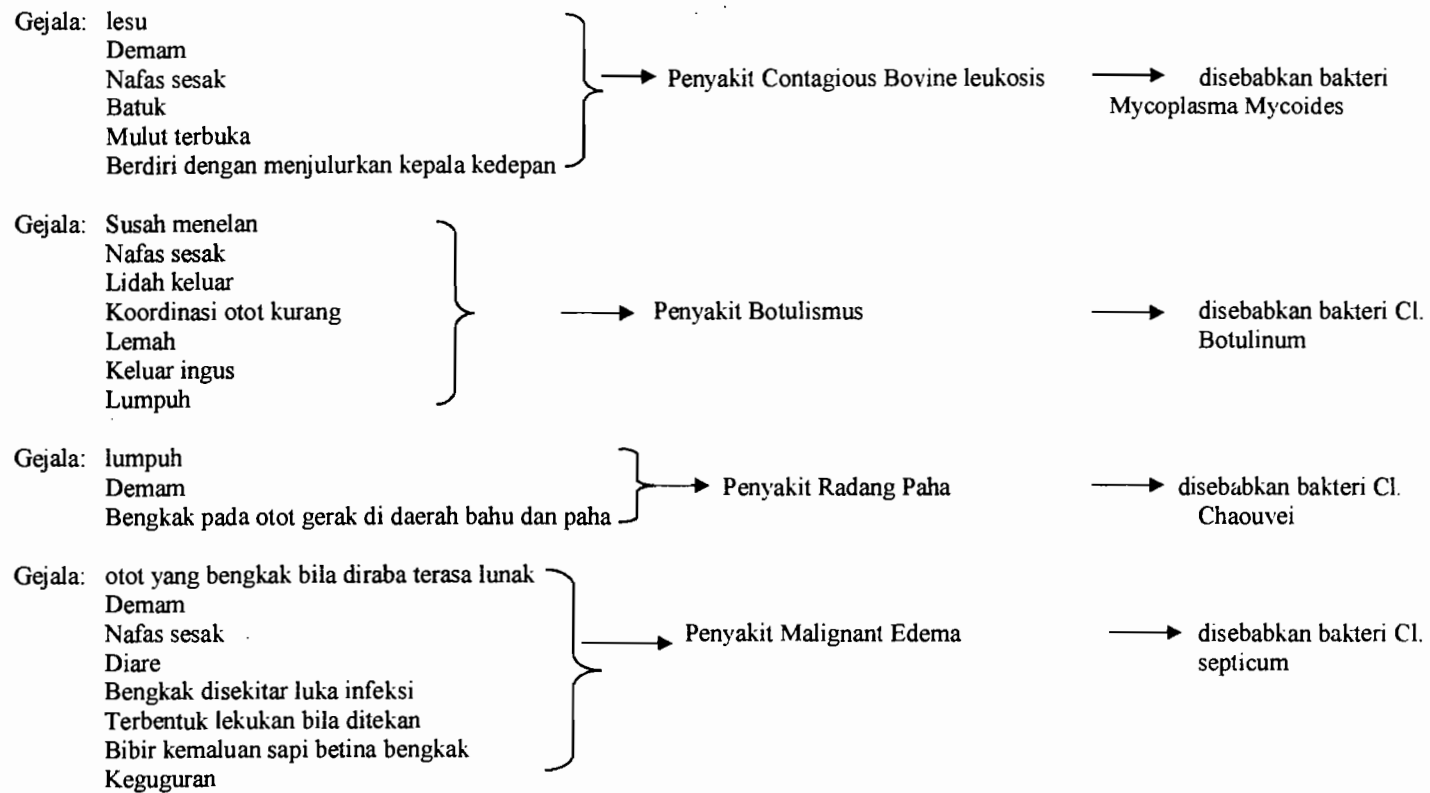 Gejala: lesu
Demam
Nafas sesak
Batuk
Mulut terbuka
Berdiri dengan menjulurkan kepala kedepan
Penyakit Contagious Bovine leukosis
disebabkan bakteri
Mycoplasma Mycoides
Gejala: Susah menelan
Nafas sesak
Lidah keluar
Koordinasi otot kurang
Lemah
Keluar ingus
Lumpuh
Penyakit Botulismus
disebabkan bakteri Cl.
Botulinum
Gejala: lumpuh
Demam
Bengkak pada otot gerak di daerah bahu dan paha
Penyakit Radang Paha
disebabkan bakteri Cl.
Chaouvei
Gejala: otot yang bengkak bila diraba terasa lunak
Demam
Nafas sesak
Diare
Bengkak disekitar luka infeksi
Terbentuk lekukan bila ditekan
Bibir kemaluan sapi betina bengkak
Keguguran
Penyakit Malignant Edema
disebabkan bakteri Cl.
septicum